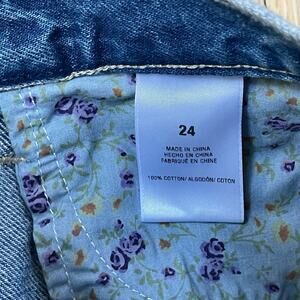 24
MADE IN CHINA
HECHO EN CHINA
FABRIQUÉ EN CHINE
100% COTTON/ ALGODÓN/ COTON